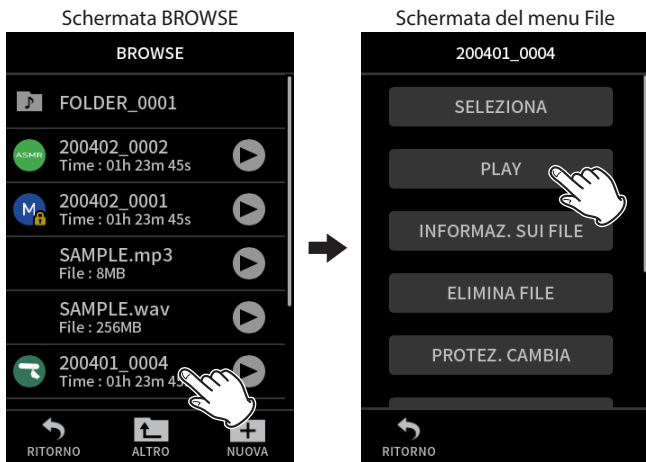 Schermata BROWSE
BROWSE
FOLDER_0001
ASMR
200402_0002
Time : 01h 23m 45s
M
200402_0001
Time : 01h 23m 45s
SAMPLE.mp3
File : 8MB
SAMPLE.wav
File : 256MB
200401_0004
Time : 01h 23m 45
RITORNO
ALTRO
NUOVA
Schermata del menu File
200401_0004
SELEZIONA
PLAY
INFORMAZ. SUI FILE
ELIMINA FILE
PROTEZ. CAMBIA
RITORNO